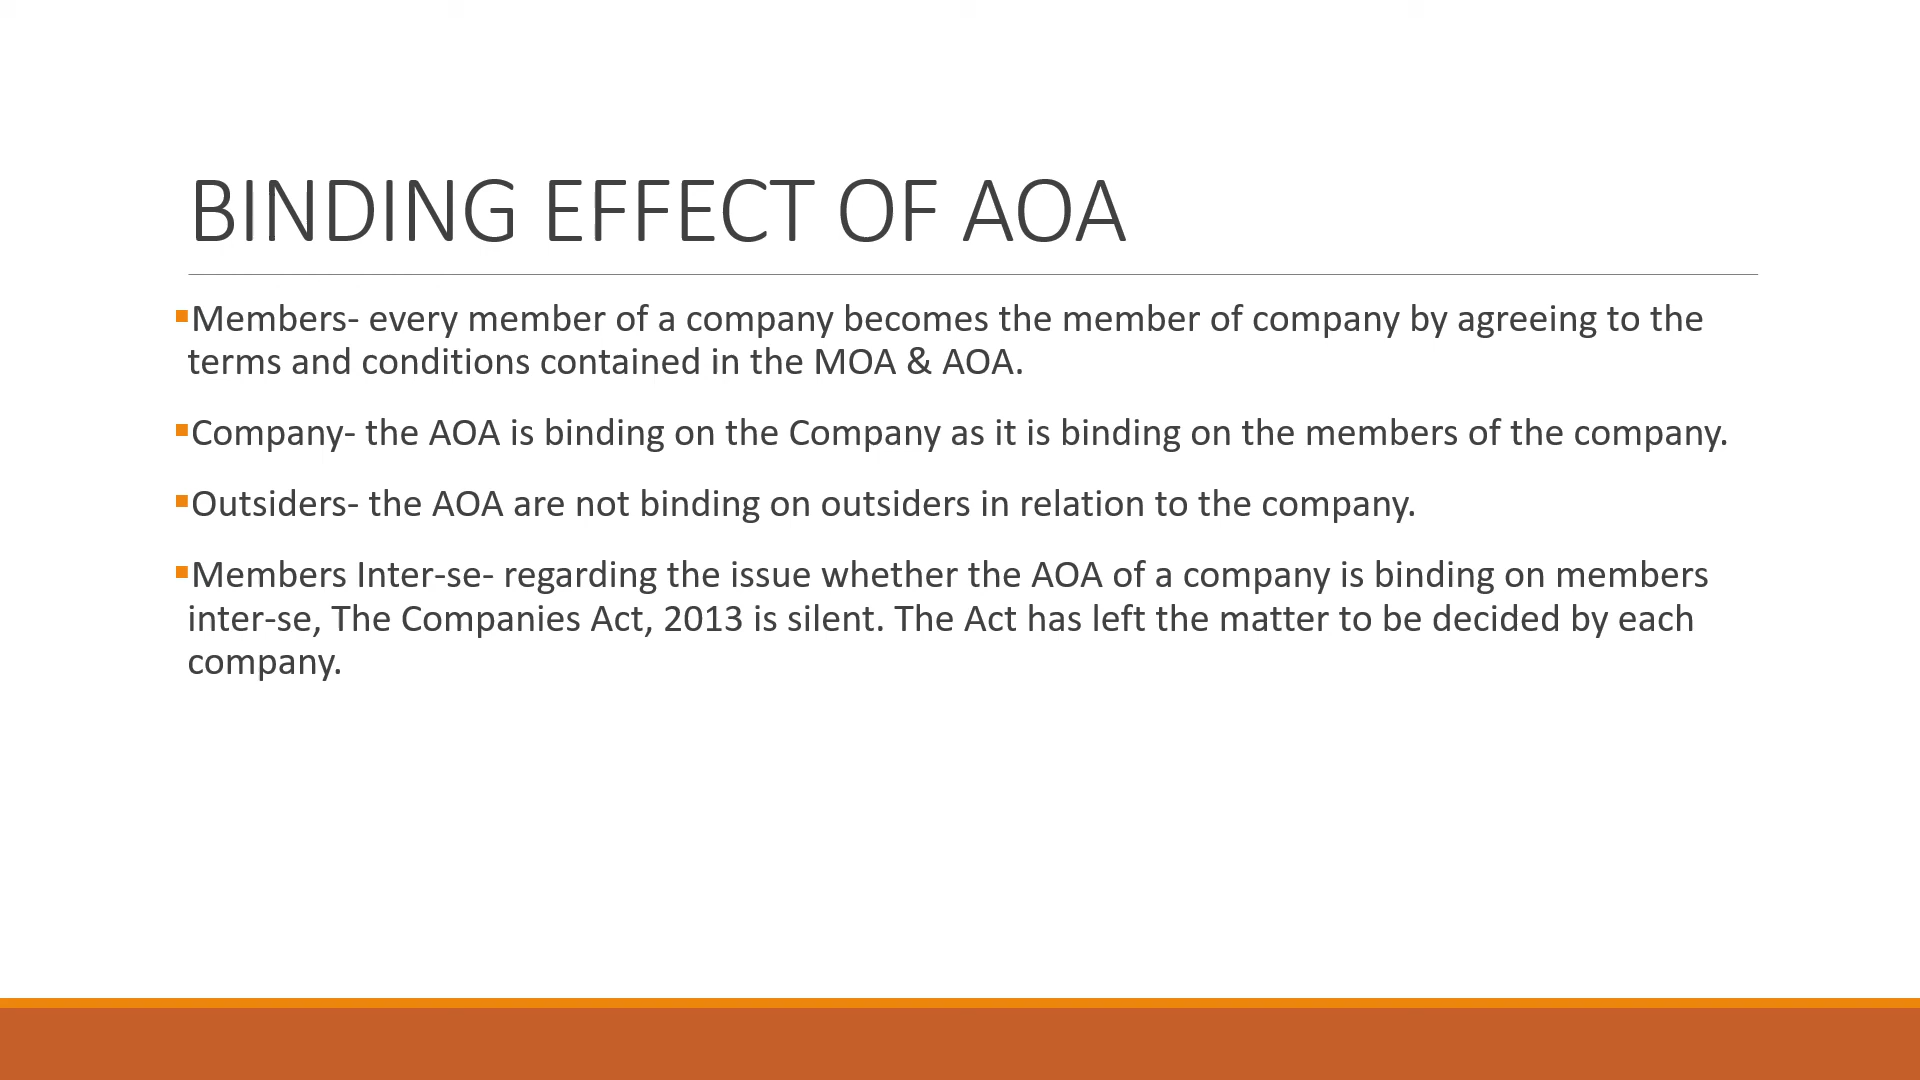 BINDING EFFECT OF AOA
▪Members- every member of a company becomes the member of company by agreeing to the
terms and conditions contained in the MOA & AOA.
▪Company- the AOA is binding on the Company as it is binding on the members of the company.
▪Outsiders- the AOA are not binding on outsiders in relation to the company.
▪Members Inter-se- regarding the issue whether the AOA of a company is binding on members
inter-se, The Companies Act, 2013 is silent. The Act has left the matter to be decided by each
company.